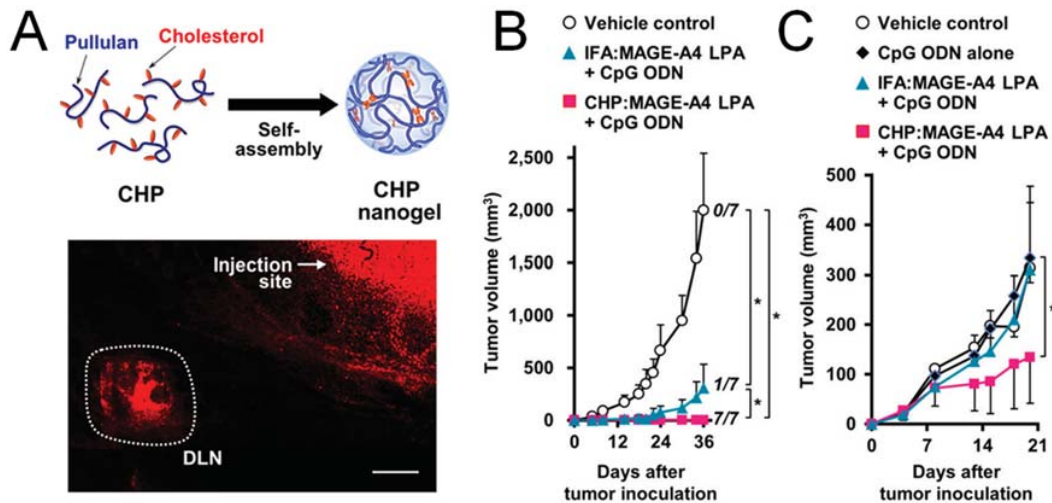 A
Pullulan
Cholesterol
Self-
assembly
CHP
CHP
nanogel
Injection
site
DLN
B
Vehicle control
IFA:MAGE-A4 LPA
+ CpG ODN
CHP:MAGE-A4 LPA
+ CpG ODN
Tumor volume (mm³)
2,500
2,000
1,500
1,000
500
0
0/7
1/7
7/7
*
*
*
0 12 24 36
Days after
tumor inoculation
C
Vehicle control
CpG ODN alone
IFA:MAGE-A4 LPA
+ CpG ODN
CHP:MAGE-A4 LPA
+ CpG ODN
Tumor volume (mm³)
500
400
300
200
100
0
*
0 7 14 21
Days after
tumor inoculation